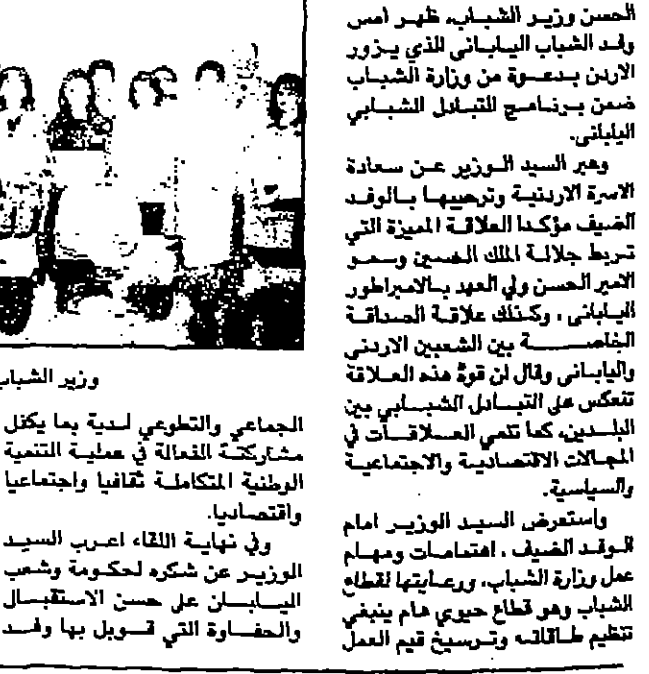 الحسن وزير الشباب، ظهر امس
وفد الشباب الياباني الذي يزور
الاردن بدعوة من وزارة الشباب
ضمن برنامج التبادل الشبابي
الياباني.
وعبر السيد الوزير عن سعادة
الاسرة الاردنية وترحيبها بالوفد
الضيف مؤكدا العلاقة المميزة التي
تربط جلالة الملك الحسين وسمو
الامير الحسن ولي العهد بالامبراطور
الياباني ، وكذلك علاقة الصداقة
الخاصة بين الشعبين الاردني
والياباني وقال ان قوة هذه العلاقة
تنعكس على التبادل الشبابي بين
البلدين، كما تنمي العلاقات في
المجالات الاقتصادية والاجتماعية
والسياسية.
واستعرض السيد الوزير امام
الوفد الضيف ، اهتمامات ومهام
عمل وزارة الشباب، ورعايتها لقطاع
الشباب وهو قطاع حيوي هام ينبغي
تنظيم طاقاته وترسيخ قيم العمل
وزير الشباب
الجماعي والتطوعي لدية بما يكفل
مشاركتة الفعالة في عملية التنمية
الوطنية المتكاملة ثقافيا واجتماعيا
واقتصاديا.
وفي نهاية اللقاء اعرب السيد
الوزير عن شكره لحكومة وشعب
اليابان على حسن الاستقبال
والحفاوة التي قوبل بها وفد